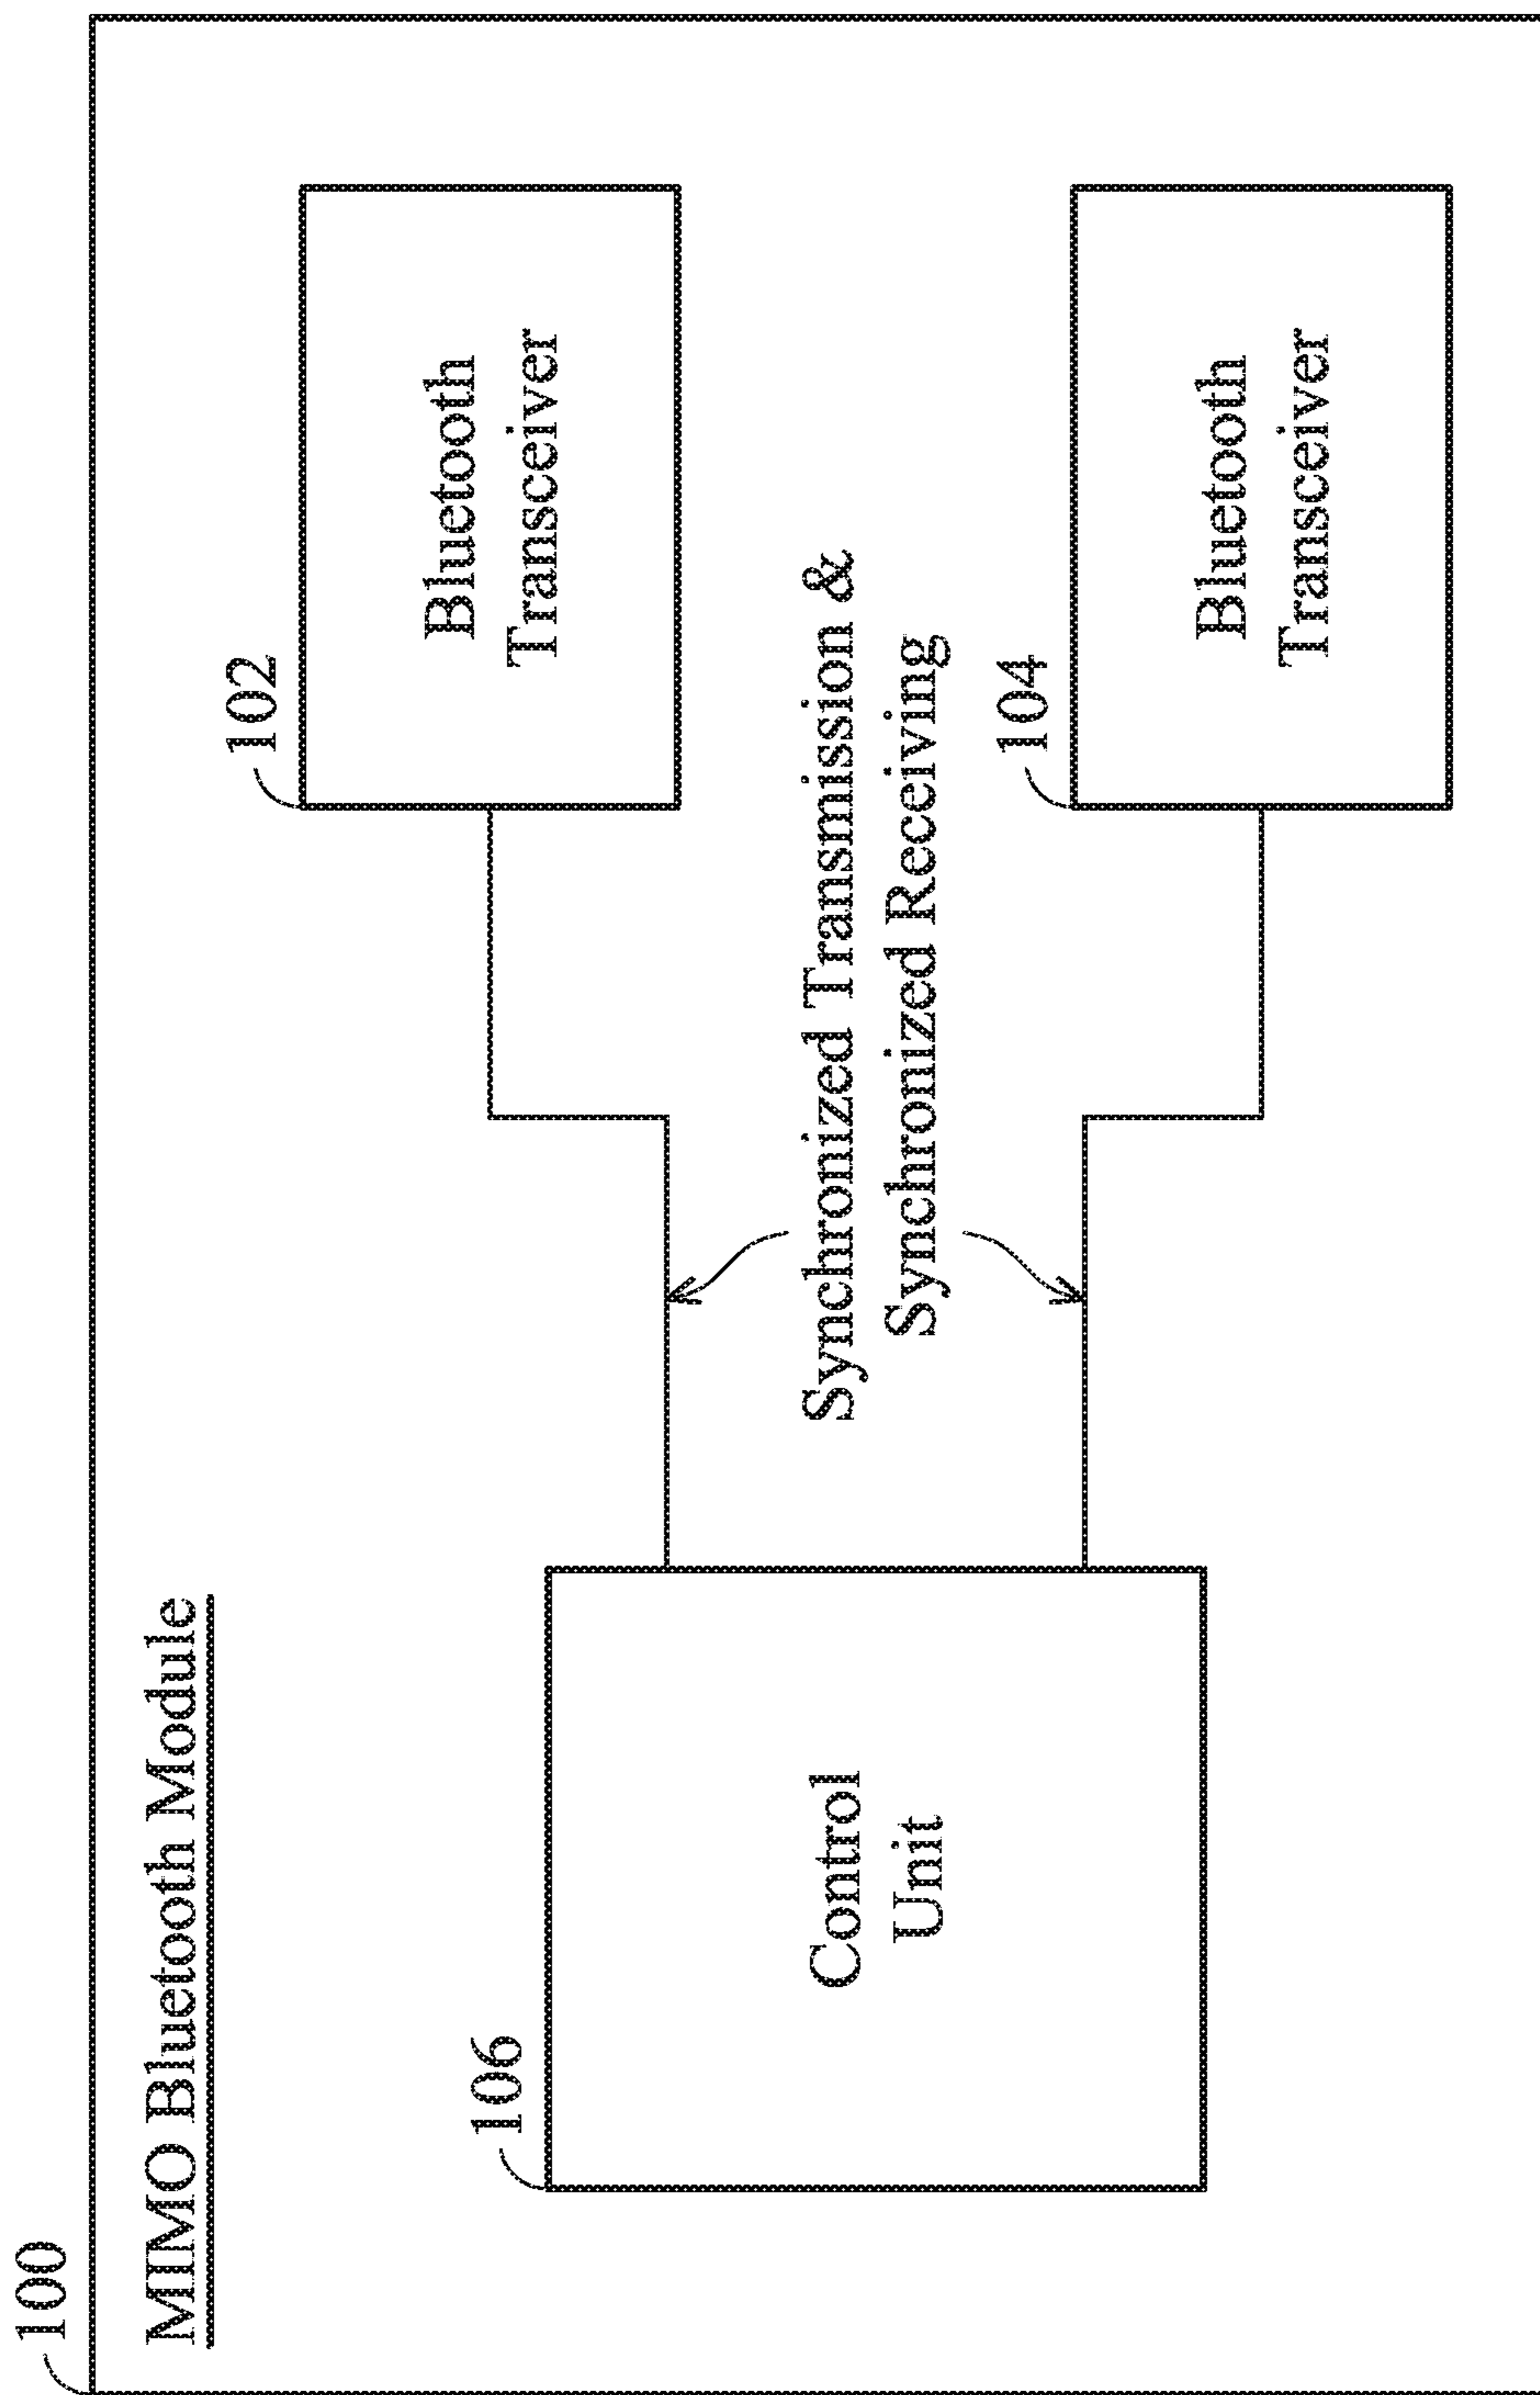 100
MIMO Bluetooth Module
106
Control
Unit
Synchronized Transmission &
Synchronized Receiving
102
Bluetooth
Transceiver
104
Bluetooth
Transceiver